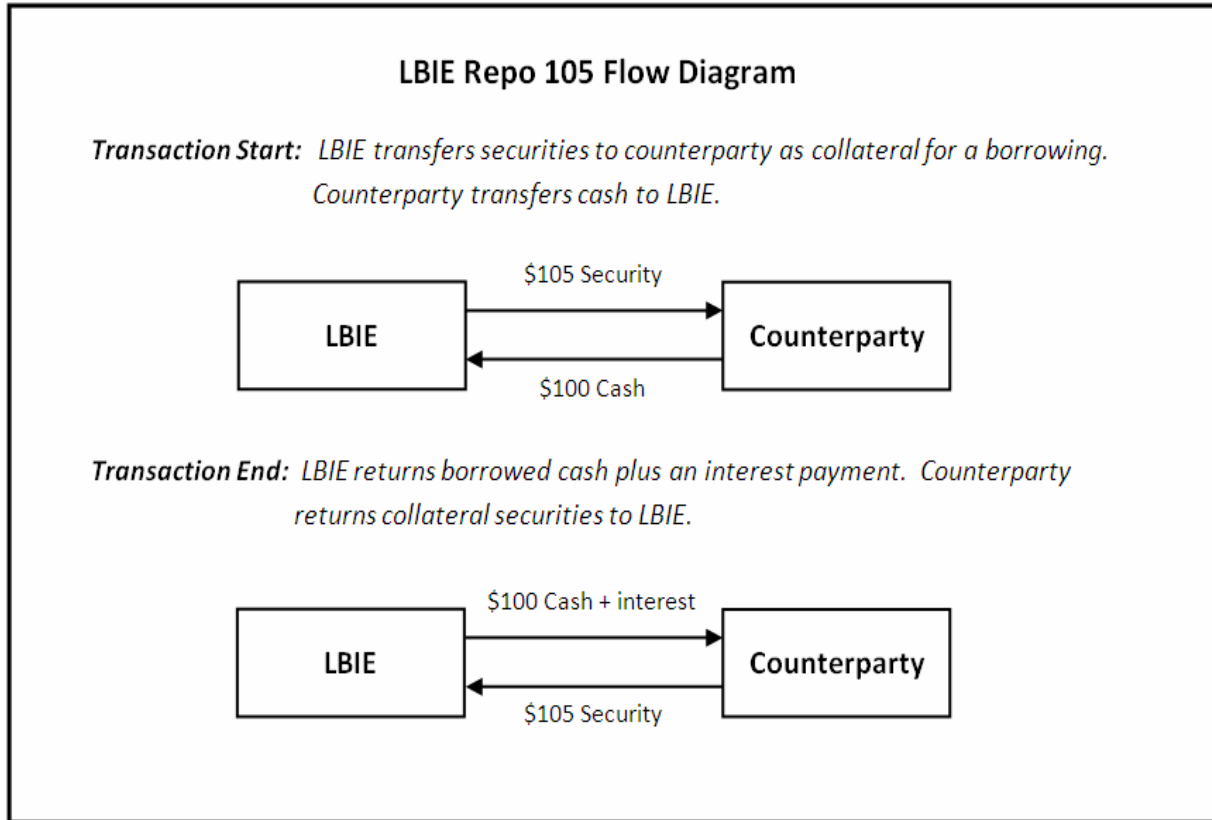 LBIE Repo 105 Flow Diagram
Transaction Start: LBIE transfers securities to counterparty as collateral for a borrowing.
Counterparty transfers cash to LBIE.
$105 Security
LBIE
Counterparty
$100 Cash
Transaction End: LBIE returns borrowed cash plus an interest payment. Counterparty
returns collateral securities to LBIE.
$100 Cash + interest
LBIE
Counterparty
$105 Security